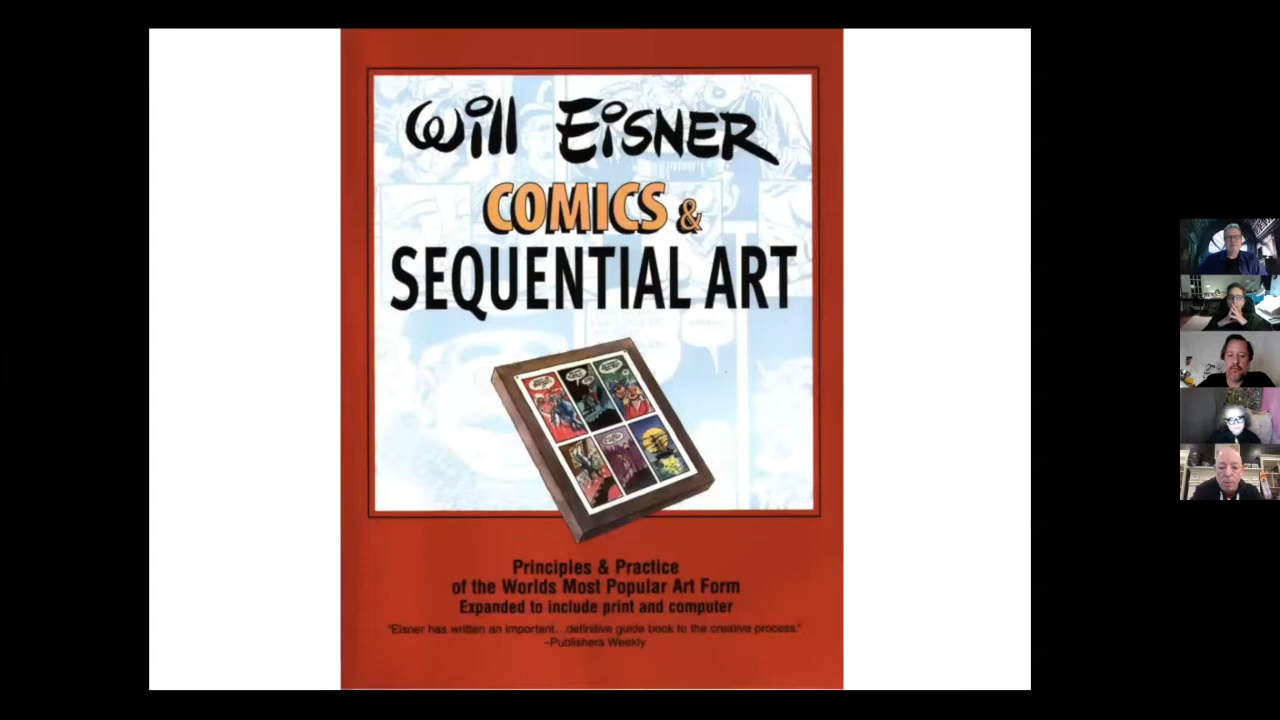 Will EiSNER
COMICS &
SEQUENTIAL ART
Principles & Practice
of the Worlds Most Popular Art Form
Expanded to include print and computer
"Eisner has written an important...definitive guide book to the creative process."
–Publishers Weekly